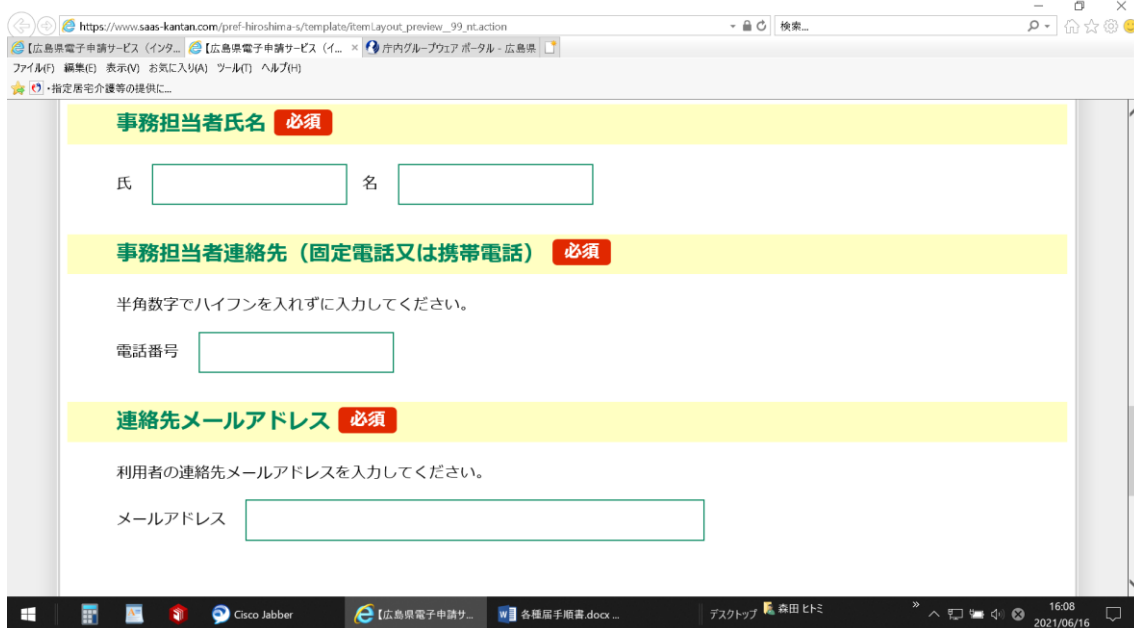 https://www.saas-kantan.com/pref-hiroshima-s/template/itemLayout_preview__99_nt.action
検索...
【広島県電子申請サービス（インタ...
【広島県電子申請サービス（イ... ×
庁内グループウェア ポータル - 広島県
ファイル(F) 編集(E) 表示(V) お気に入り(A) ツール(T) ヘルプ(H)
・指定居宅介護等の提供に...
事務担当者氏名 必須
氏 名
事務担当者連絡先（固定電話又は携帯電話） 必須
半角数字でハイフンを入れずに入力してください。
電話番号
連絡先メールアドレス 必須
利用者の連絡先メールアドレスを入力してください。
メールアドレス
Cisco Jabber
【広島県電子申請サ...
各種届手順書.docx ...
デスクトップ
森田 ヒトミ
16:08
2021/06/16